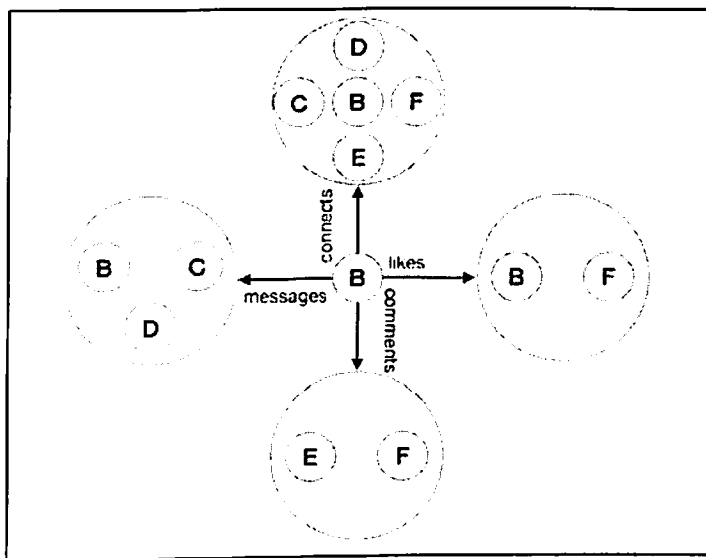 D
C B F
E
connects
B C
D
messages
B
likes
comments
B F
E F